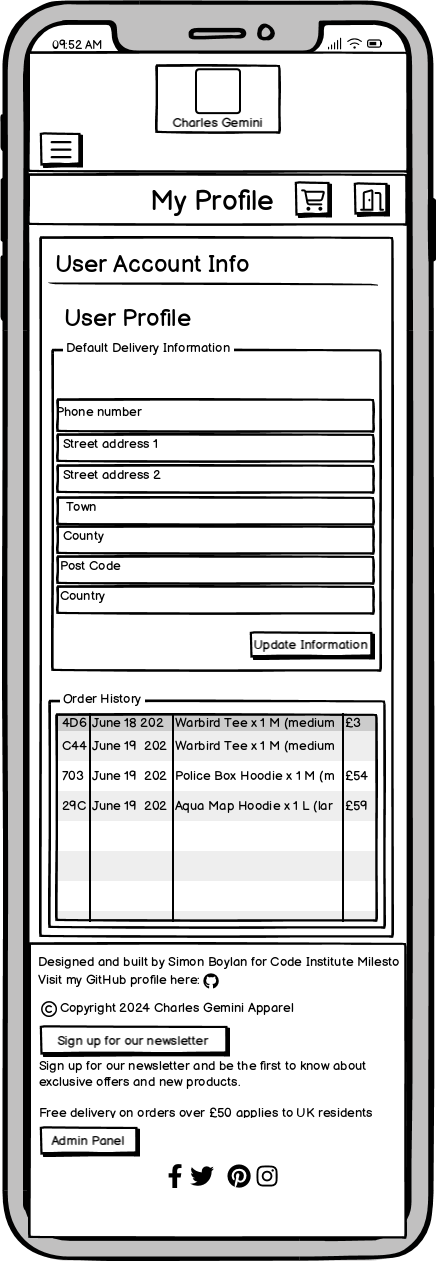 09:52 AM
Charles Gemini
My Profile
User Account Info
User Profile
Default Delivery Information
Phone number
Street address 1
Street address 2
Town
County
Post Code
Country
Update Information
Order History
4D6 June 18 202 Warbird Tee x 1 M (medium £3
C44 June 19 202 Warbird Tee x 1 M (medium
703 June 19 202 Police Box Hoodie x 1 M (m £54
29C June 19 202 Aqua Map Hoodie x 1 L (lar £59
Designed and built by Simon Boylan for Code Institute Milesto
Visit my GitHub profile here:
© Copyright 2024 Charles Gemini Apparel
Sign up for our newsletter
Sign up for our newsletter and be the first to know about
exclusive offers and new products.
Free delivery on orders over £50 applies to UK residents
Admin Panel